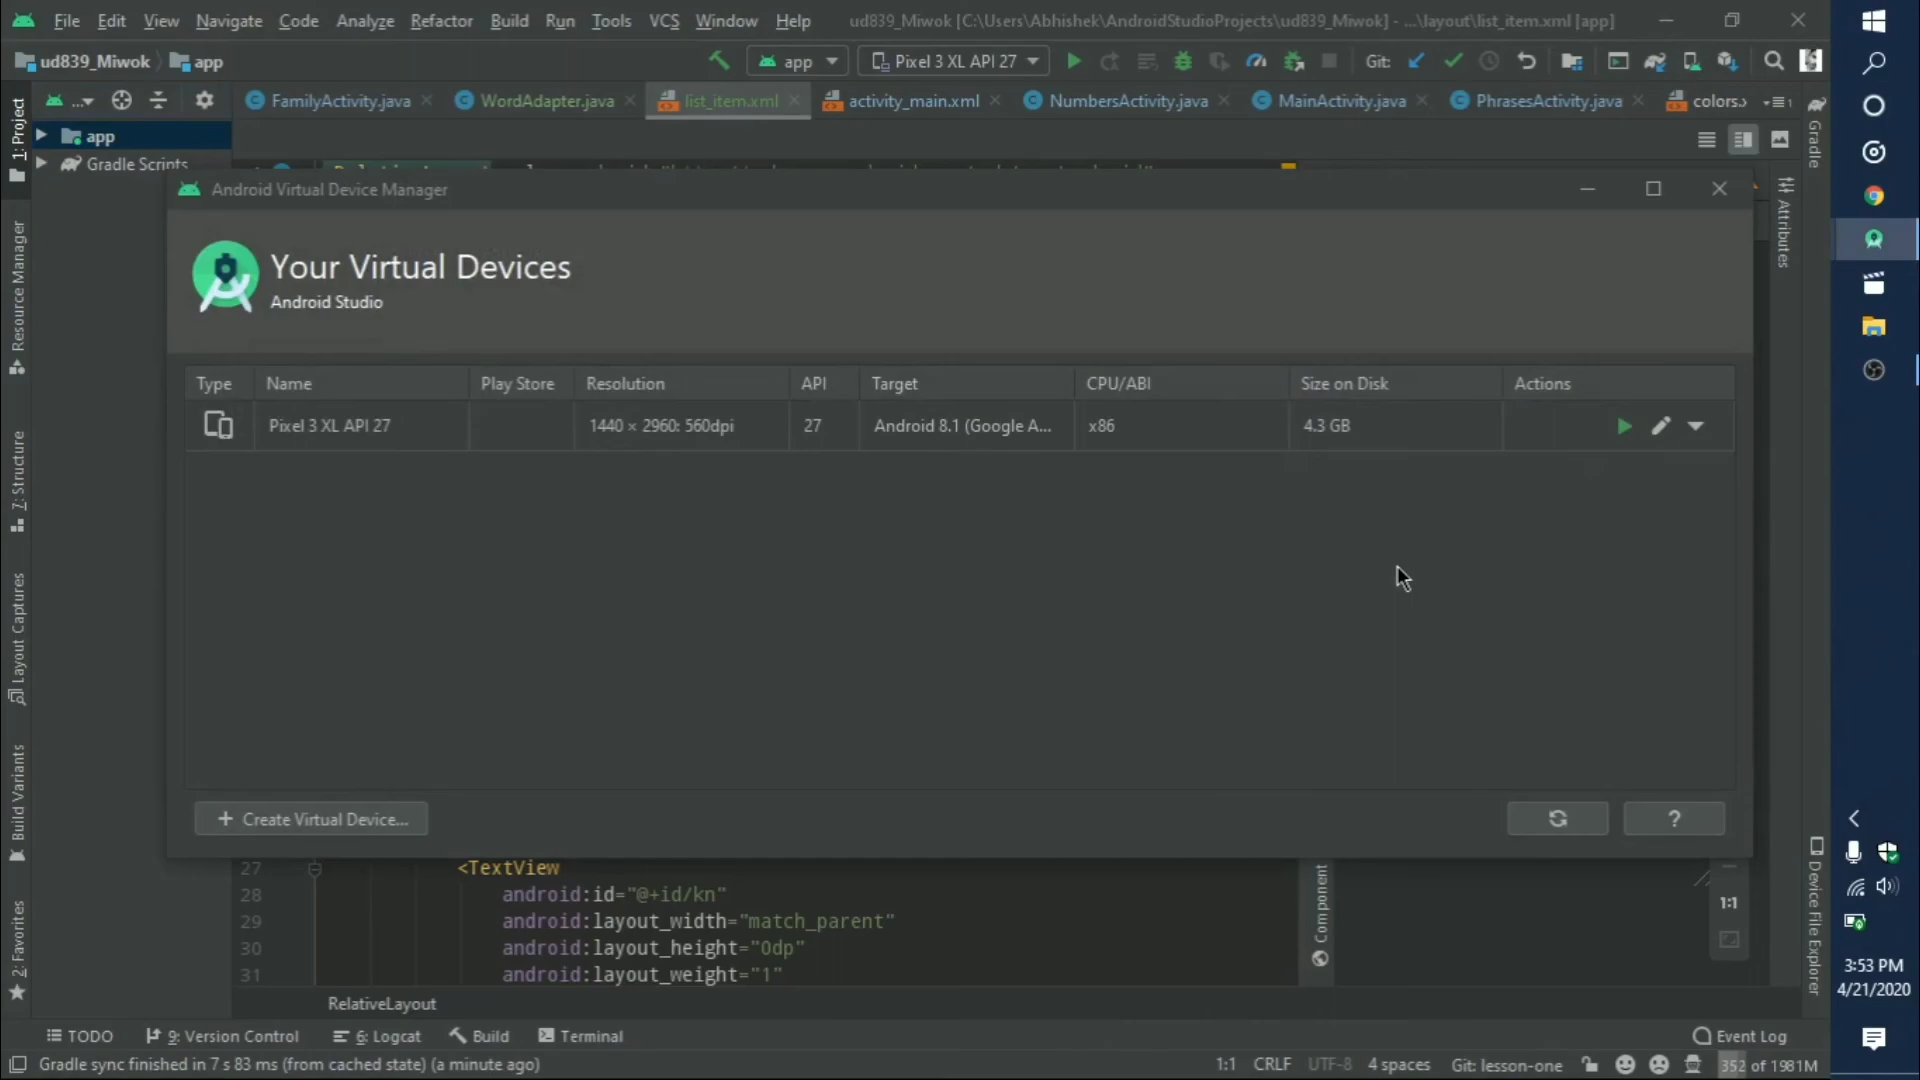 File Edit View Navigate Code Analyze Refactor Build Run Tools VCS Window Help ud839_Miwok [C:\Users\Abhishek\AndroidStudioProjects\ud839_Miwok] - ...\layout\list_item.xml [app]
ud839_Miwok app app Pixel 3 XL API 27 Git:
... FamilyActivity.java WordAdapter.java list_item.xml activity_main.xml NumbersActivity.java MainActivity.java PhrasesActivity.java colors.x
1: Project
app
Gradle Scripts
Gradle
Android Virtual Device Manager
Attributes
Resource Manager
Your Virtual Devices
Android Studio
Type Name Play Store Resolution API Target CPU/ABI Size on Disk Actions
Pixel 3 XL API 27 1440 × 2960: 560dpi 27 Android 8.1 (Google A... x86 4.3 GB
7: Structure
Layout Captures
Build Variants
+ Create Virtual Device... ?
27 <TextView
28 android:id="@+id/kn"
29 android:layout_width="match_parent"
30 android:layout_height="0dp"
31 android:layout_weight="1"
Component
1:1
Device File Explorer
2: Favorites
RelativeLayout
3:53 PM
4/21/2020
TODO 9: Version Control 6: Logcat Build Terminal Event Log
Gradle sync finished in 7 s 83 ms (from cached state) (a minute ago) 1:1 CRLF UTF-8 4 spaces Git: lesson-one 352 of 1981M